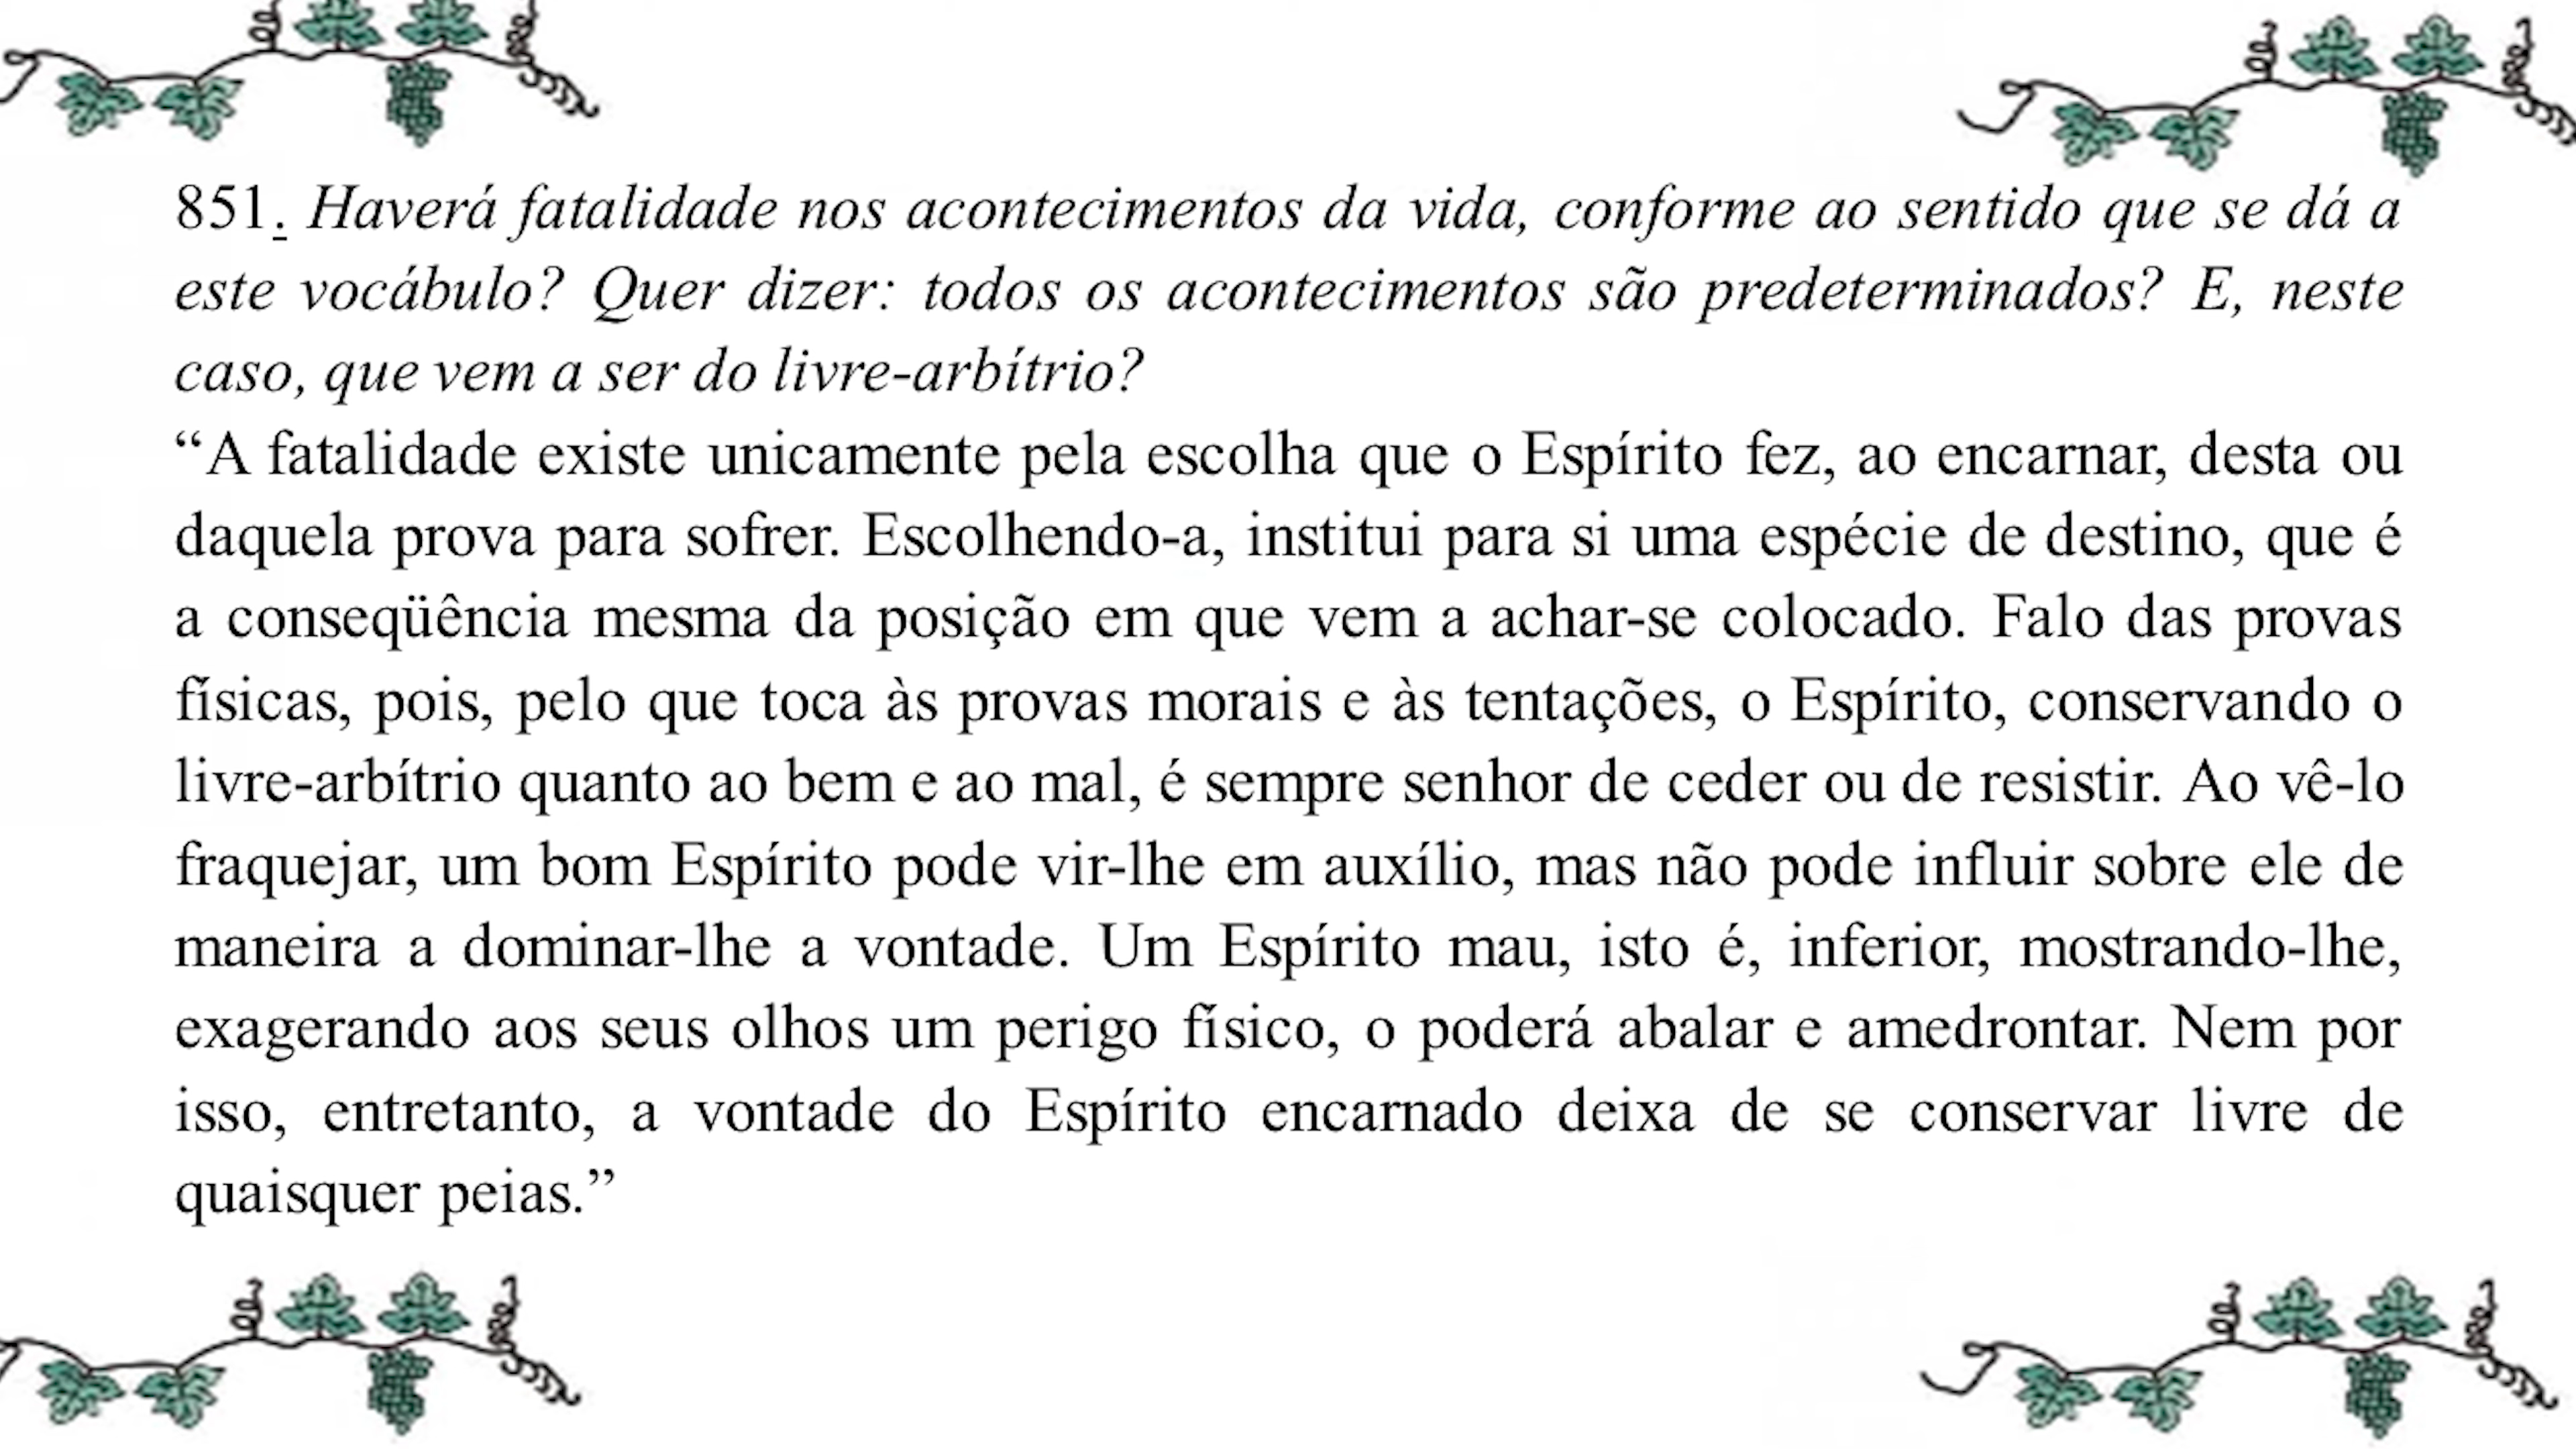 851. Haverá fatalidade nos acontecimentos da vida, conforme ao sentido que se dá a
este vocábulo? Quer dizer: todos os acontecimentos são predeterminados? E, neste
caso, que vem a ser do livre-arbítrio?
“A fatalidade existe unicamente pela escolha que o Espírito fez, ao encarnar, desta ou
daquela prova para sofrer. Escolhendo-a, institui para si uma espécie de destino, que é
a conseqüência mesma da posição em que vem a achar-se colocado. Falo das provas
físicas, pois, pelo que toca às provas morais e às tentações, o Espírito, conservando o
livre-arbítrio quanto ao bem e ao mal, é sempre senhor de ceder ou de resistir. Ao vê-lo
fraquejar, um bom Espírito pode vir-lhe em auxílio, mas não pode influir sobre ele de
maneira a dominar-lhe a vontade. Um Espírito mau, isto é, inferior, mostrando-lhe,
exagerando aos seus olhos um perigo físico, o poderá abalar e amedrontar. Nem por
isso, entretanto, a vontade do Espírito encarnado deixa de se conservar livre de
quaisquer peias.”